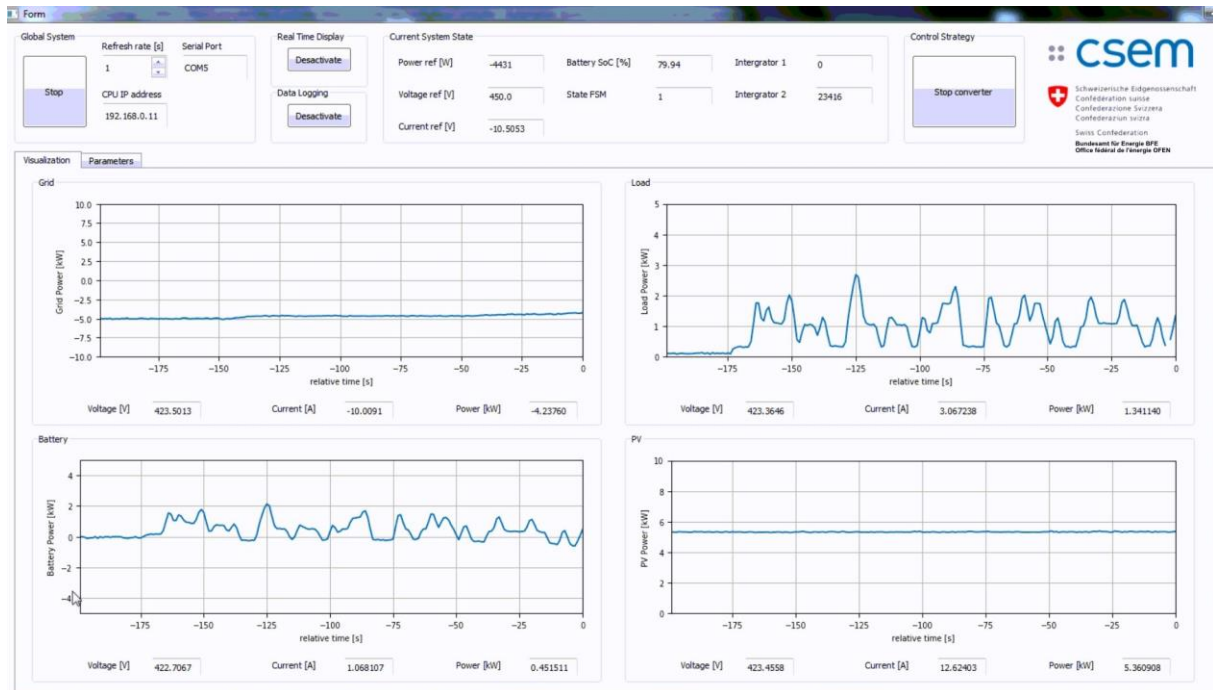 Form
Global System
Refresh rate [s]
Serial Port
1
COM5
Stop
CPU IP address
192.168.0.11
Real Time Display
Desactivate
Data Logging
Desactivate
Current System State
Power ref [W]
-4431
Battery SoC [%]
79.94
Intergrator 1
0
Voltage ref [V]
450.0
State FSM
1
Intergrator 2
23416
Current ref [V]
-10.5053
Control Strategy
Stop converter
:: csem
Schweizerische Eidgenossenschaft
Confédération suisse
Confederazione Svizzera
Confederaziun svizra
Swiss Confederation
Bundesamt für Energie BFE
Office fédéral de l'énergie OFEN
Visualization
Parameters
Grid
10.0
7.5
5.0
2.5
0.0
−2.5
−5.0
−7.5
−10.0
Grid Power [kW]
−175 −150 −125 −100 −75 −50 −25 0
relative time [s]
Voltage [V] 423.5013 Current [A] -10.0091 Power [kW] -4.23760
Load
5
4
3
2
1
0
Load Power [kW]
−175 −150 −125 −100 −75 −50 −25 0
relative time [s]
Voltage [V] 423.3646 Current [A] 3.067238 Power [kW] 1.341140
Battery
4
2
0
−2
−4
Battery Power [kW]
−175 −150 −125 −100 −75 −50 −25 0
relative time [s]
Voltage [V] 422.7067 Current [A] 1.068107 Power [kW] 0.451511
PV
10
8
6
4
2
0
PV Power [kW]
−175 −150 −125 −100 −75 −50 −25 0
relative time [s]
Voltage [V] 423.4558 Current [A] 12.62403 Power [kW] 5.360908